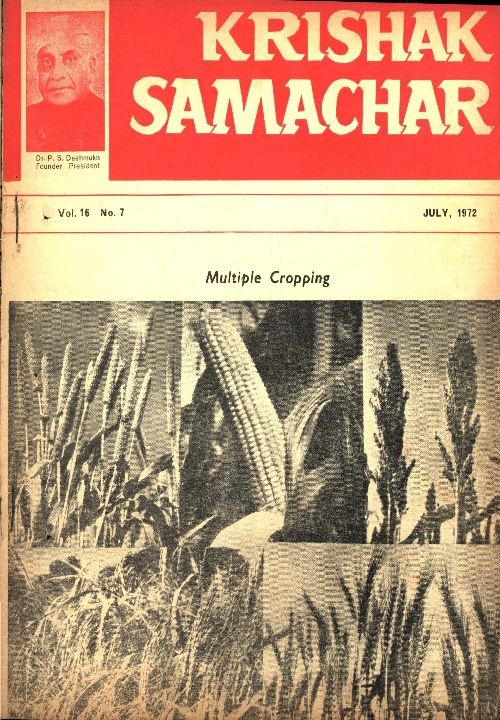 KRISHAK
SAMACHAR
Dr. P. S. Deshmukh
Founder President
Vol. 16 No. 7
JULY, 1972
Multiple Cropping